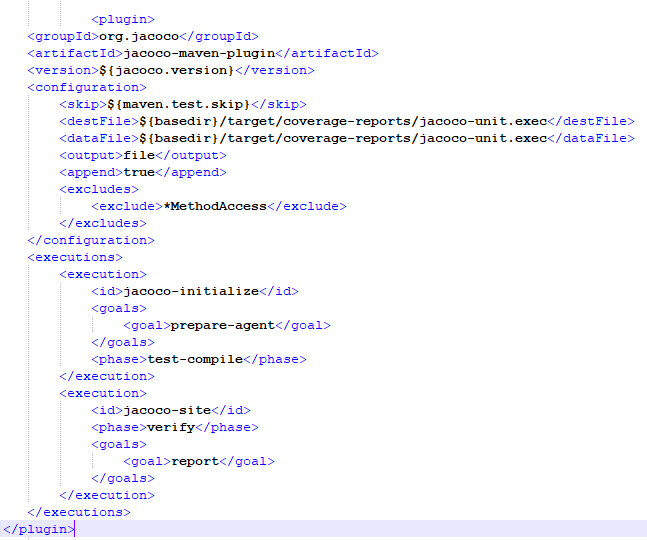 <plugin>
<groupId>org.jacoco</groupId>
<artifactId>jacoco-maven-plugin</artifactId>
<version>${jacoco.version}</version>
<configuration>
<skip>${maven.test.skip}</skip>
<destFile>${basedir}/target/coverage-reports/jacoco-unit.exec</destFile>
<dataFile>${basedir}/target/coverage-reports/jacoco-unit.exec</dataFile>
<output>file</output>
<append>true</append>
<excludes>
<exclude>*MethodAccess</exclude>
</excludes>
</configuration>
<executions>
<execution>
<id>jacoco-initialize</id>
<goals>
<goal>prepare-agent</goal>
</goals>
<phase>test-compile</phase>
</execution>
<execution>
<id>jacoco-site</id>
<phase>verify</phase>
<goals>
<goal>report</goal>
</goals>
</execution>
</executions>
</plugin>